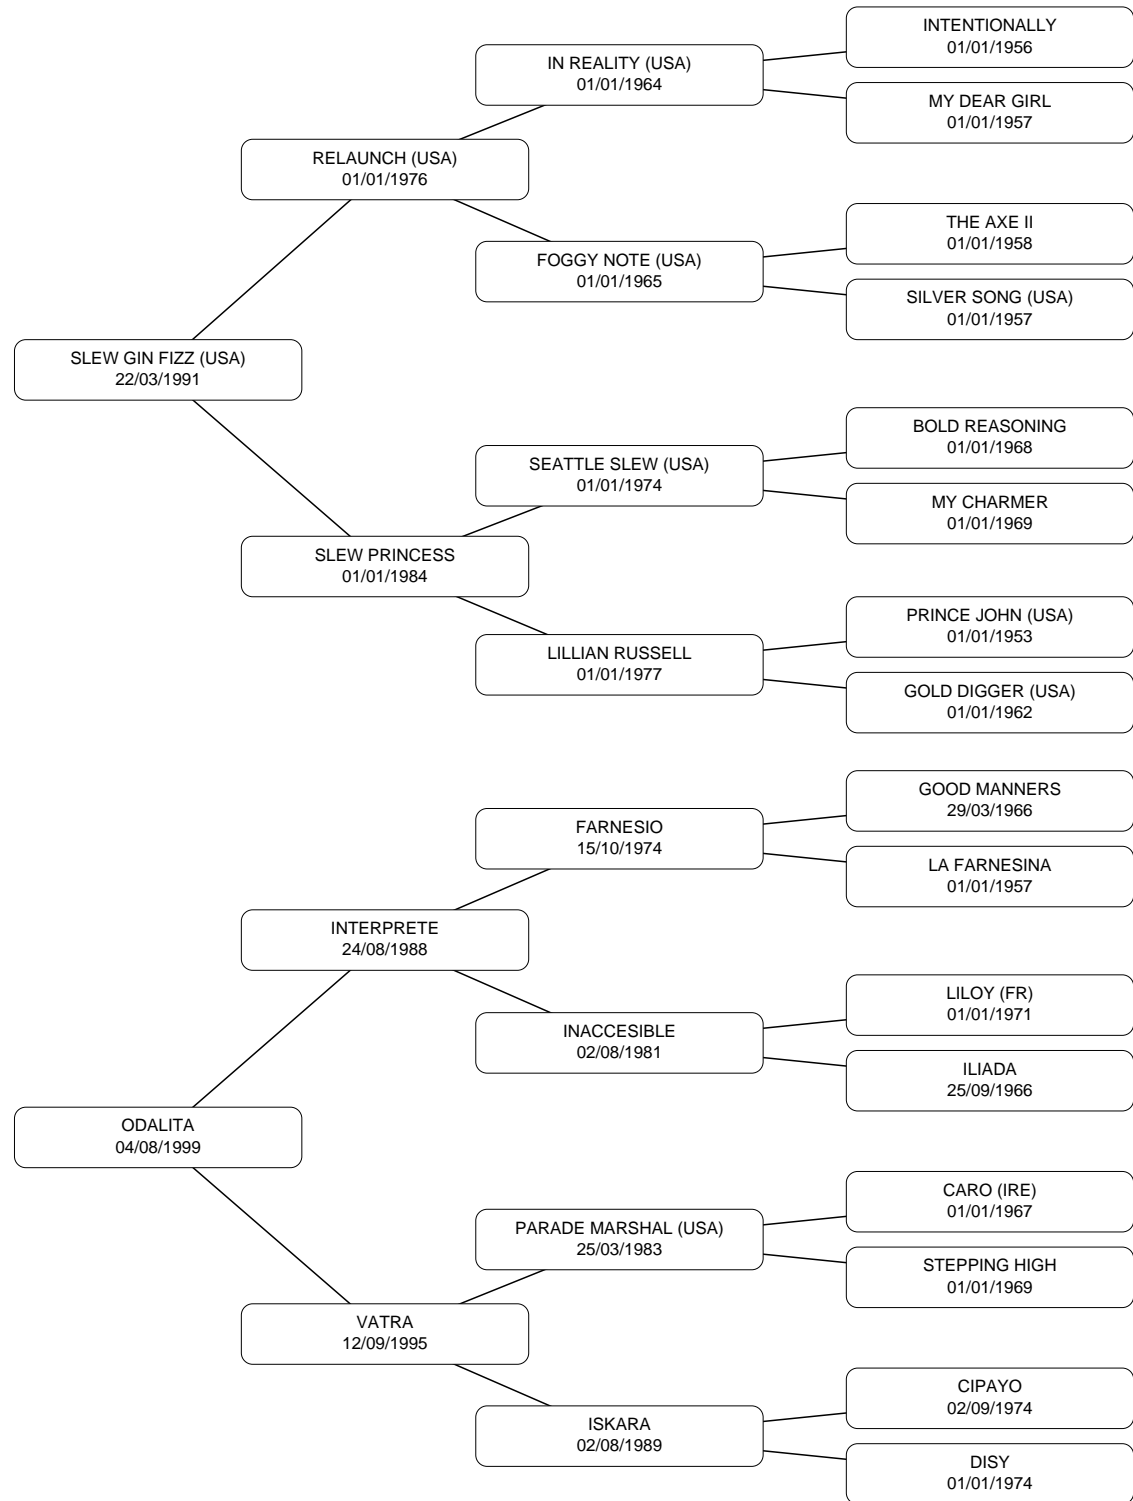 INTENTIONALLY
01/01/1956
IN REALITY (USA)
01/01/1964
MY DEAR GIRL
01/01/1957
RELAUNCH (USA)
01/01/1976
THE AXE II
01/01/1958
FOGGY NOTE (USA)
01/01/1965
SILVER SONG (USA)
01/01/1957
SLEW GIN FIZZ (USA)
22/03/1991
BOLD REASONING
01/01/1968
SEATTLE SLEW (USA)
01/01/1974
MY CHARMER
01/01/1969
SLEW PRINCESS
01/01/1984
PRINCE JOHN (USA)
01/01/1953
LILLIAN RUSSELL
01/01/1977
GOLD DIGGER (USA)
01/01/1962
GOOD MANNERS
29/03/1966
FARNESIO
15/10/1974
LA FARNESINA
01/01/1957
INTERPRETE
24/08/1988
LILOY (FR)
01/01/1971
INACCESIBLE
02/08/1981
ILIADA
25/09/1966
ODALITA
04/08/1999
CARO (IRE)
01/01/1967
PARADE MARSHAL (USA)
25/03/1983
STEPPING HIGH
01/01/1969
VATRA
12/09/1995
CIPAYO
02/09/1974
ISKARA
02/08/1989
DISY
01/01/1974